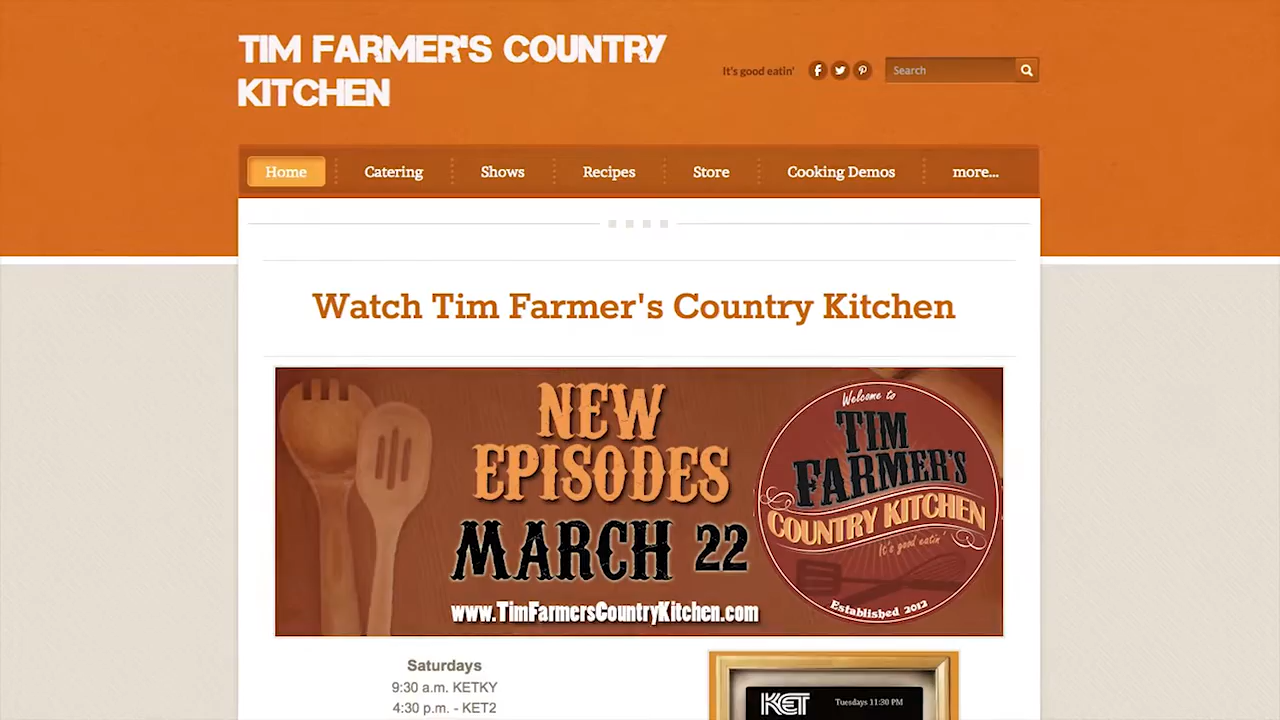 TIM FARMER'S COUNTRY
KITCHEN
It's good eatin'
Search
Home
Catering
Shows
Recipes
Store
Cooking Demos
more...
Watch Tim Farmer's Country Kitchen
NEW
EPISODES
MARCH 22
www.TimFarmersCountryKitchen.com
Welcome to
TIM
FARMER'S
COUNTRY KITCHEN
It's good eatin'
Established 2012
Saturdays
9:30 a.m. KETKY
4:30 p.m. - KET2
KET
Tuesdays 11:30 PM